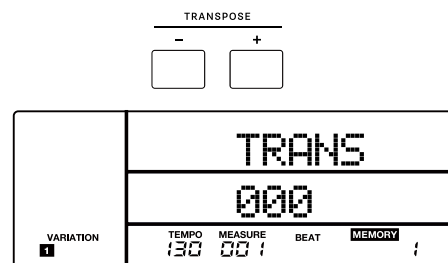 TRANSPOSE
- +
TRANS
000
VARIATION TEMPO MEASURE BEAT MEMORY
1 130 001 1